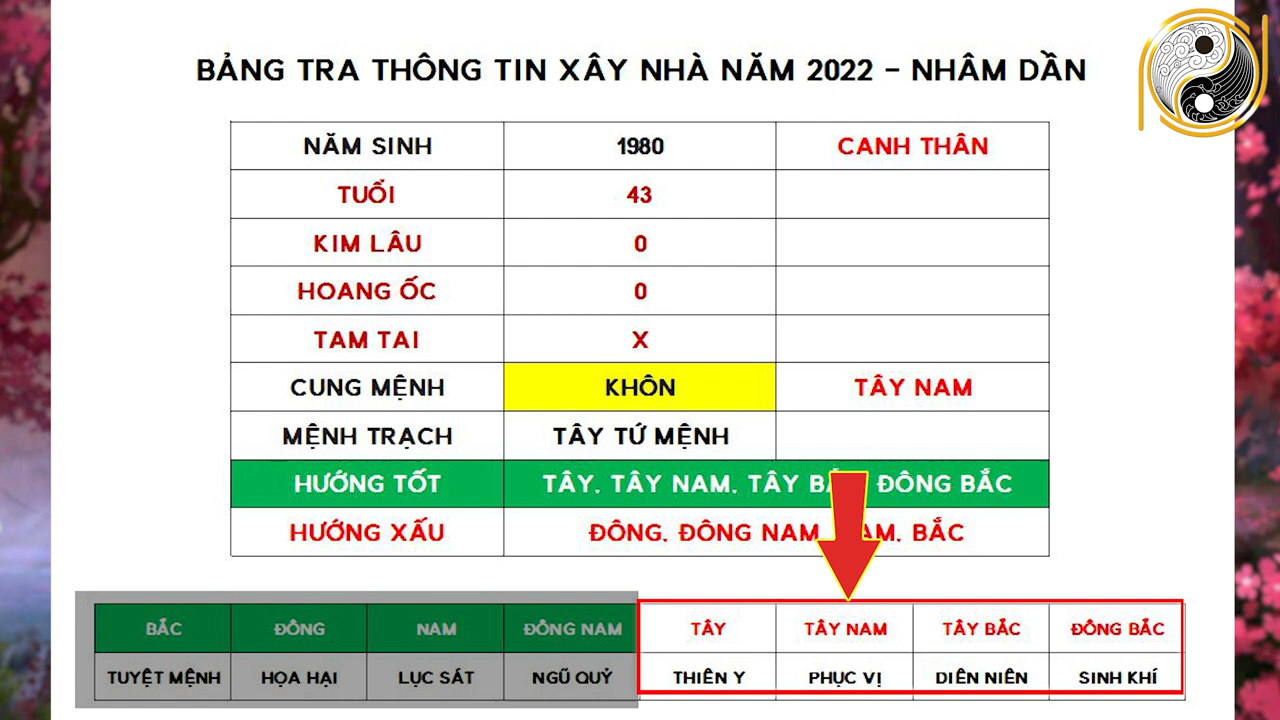 BẢNG TRA THÔNG TIN XÂY NHÀ NĂM 2022 - NHÂM DẦN
NĂM SINH 1980 CANH THÂN
TUỔI 43
KIM LÂU 0
HOANG ỐC 0
TAM TAI X
CUNG MỆNH KHÔN TÂY NAM
MỆNH TRẠCH TÂY TỨ MỆNH
HƯỚNG TỐT TÂY, TÂY NAM, TÂY ĐÔNG BẮC
HƯỚNG XẤU ĐÔNG, ĐÔNG NAM, BẮC
BẮC ĐÔNG NAM ĐÔNG NAM TÂY TÂY NAM TÂY BẮC ĐÔNG BẮC
TUYỆT MỆNH HỌA HẠI LỤC SÁT NGŨ QUỶ THIÊN Y PHỤC VỊ DIÊN NIÊN SINH KHÍ